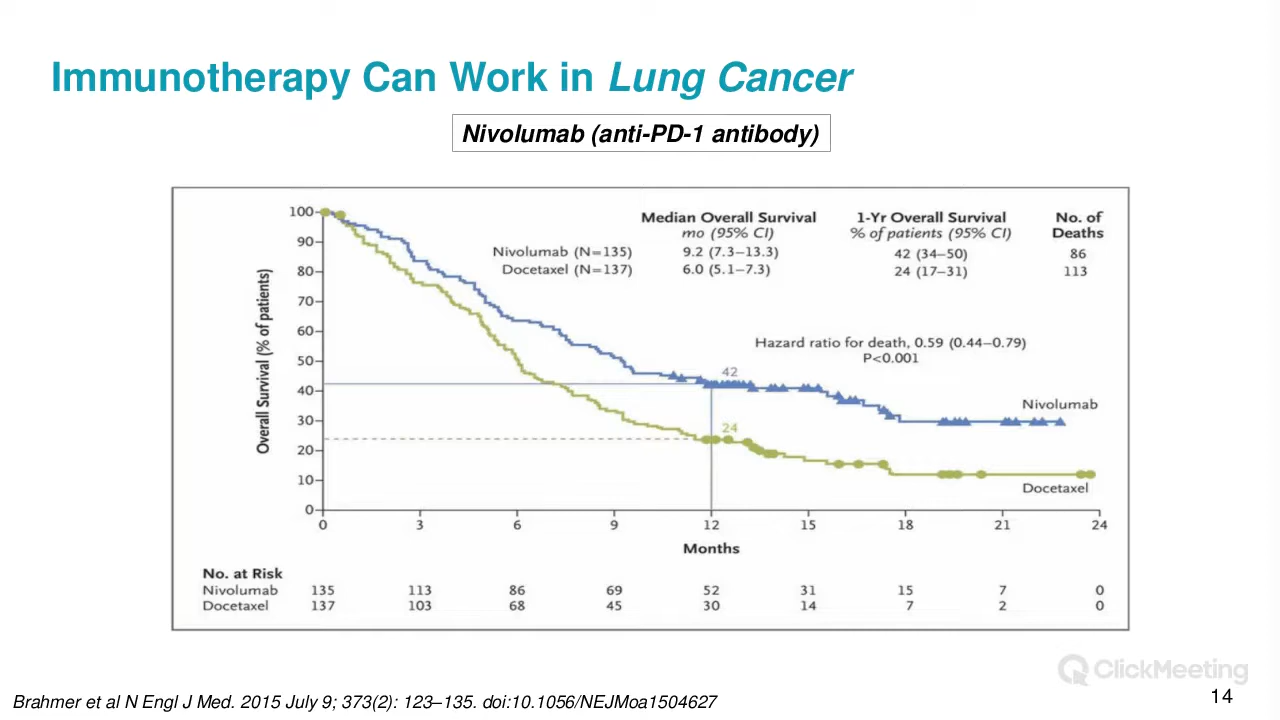 Immunotherapy Can Work in Lung Cancer
Nivolumab (anti-PD-1 antibody)
Median Overall Survival 1-Yr Overall Survival No. of
mo (95% CI) % of patients (95% CI) Deaths
Nivolumab (N=135) 9.2 (7.3–13.3) 42 (34–50) 86
Docetaxel (N=137) 6.0 (5.1–7.3) 24 (17–31) 113
Hazard ratio for death, 0.59 (0.44–0.79)
P<0.001
Overall Survival (% of patients)
100
90
80
70
60
50
40
30
20
10
0
42
24
Nivolumab
Docetaxel
0 3 6 9 12 15 18 21 24
Months
No. at Risk
Nivolumab 135 113 86 69 52 31 15 7 0
Docetaxel 137 103 68 45 30 14 7 2 0
ClickMeeting
Brahmer et al N Engl J Med. 2015 July 9; 373(2): 123–135. doi:10.1056/NEJMoa1504627
14